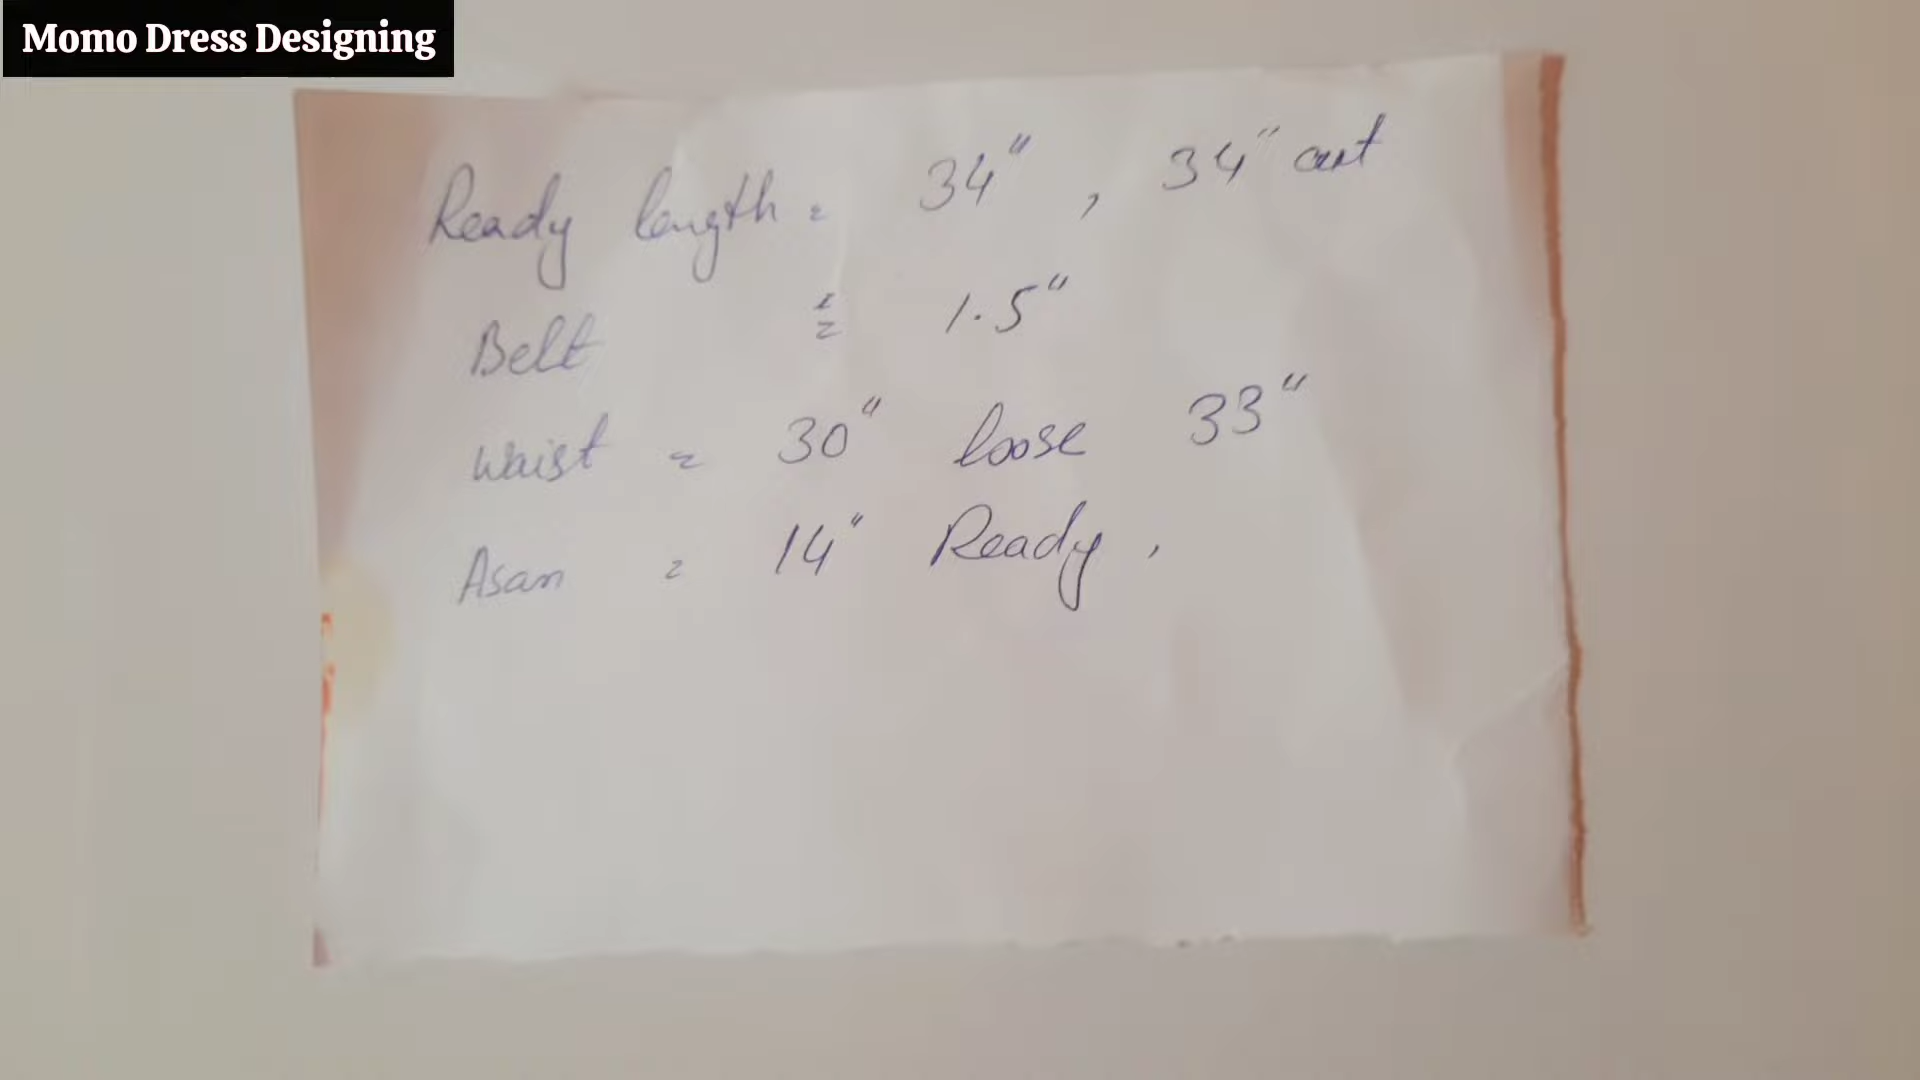 Momo Dress Designing
Ready length = 34" , 34" cut
Belt = 1.5"
Waist = 30" loose 33"
Asan = 14" Ready ,